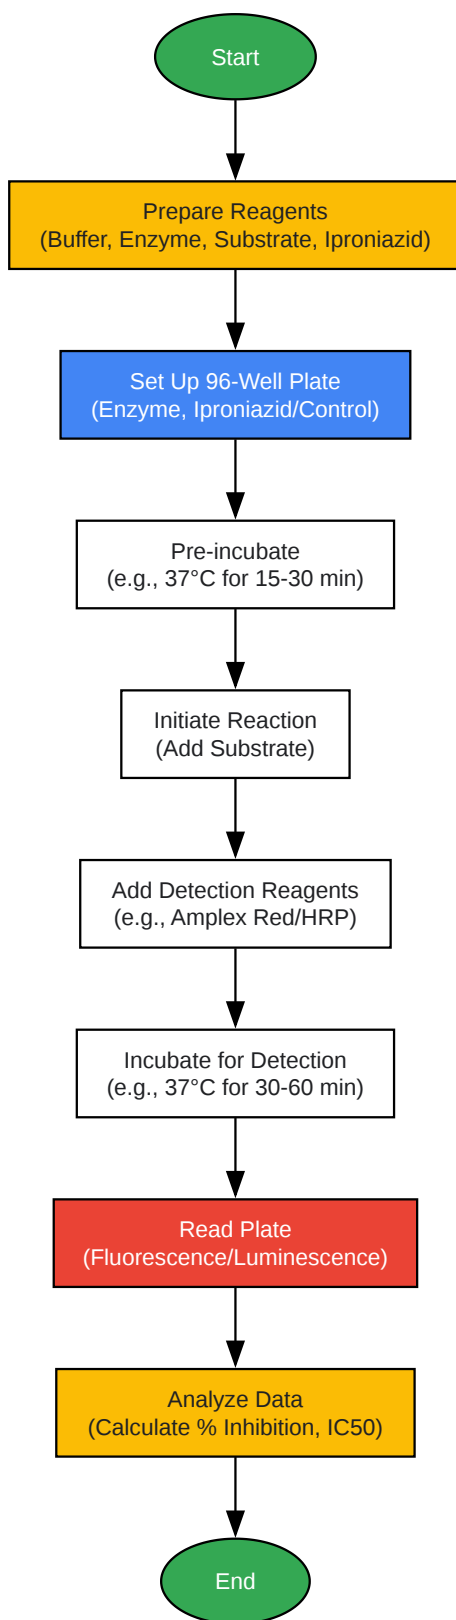 Start
Prepare Reagents
(Buffer, Enzyme, Substrate, Iproniazid)
Set Up 96-Well Plate
(Enzyme, Iproniazid/Control)
Pre-incubate
(e.g., 37°C for 15-30 min)
Initiate Reaction
(Add Substrate)
Add Detection Reagents
(e.g., Amplex Red/HRP)
Incubate for Detection
(e.g., 37°C for 30-60 min)
Read Plate
(Fluorescence/Luminescence)
Analyze Data
(Calculate % Inhibition, IC50)
End